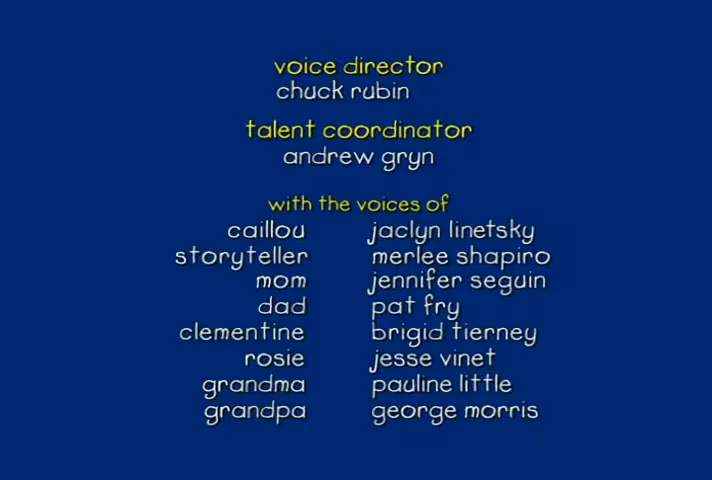 voice director
chuck rubin
talent coordinator
andrew gryn
with the voices of
caillou jaclyn linetsky
storyteller merlee shapiro
mom jennifer seguin
dad pat fry
clementine brigid tierney
rosie jesse vinet
grandma pauline little
grandpa george morris